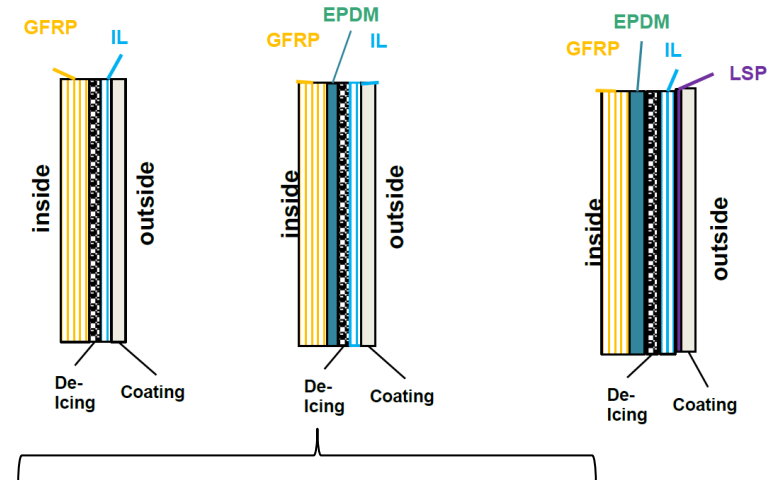 GFRP
IL
inside
outside
De-
Icing
Coating
EPDM
GFRP
IL
inside
outside
De-
Icing
Coating
EPDM
GFRP
IL
LSP
inside
outside
De-
Icing
Coating